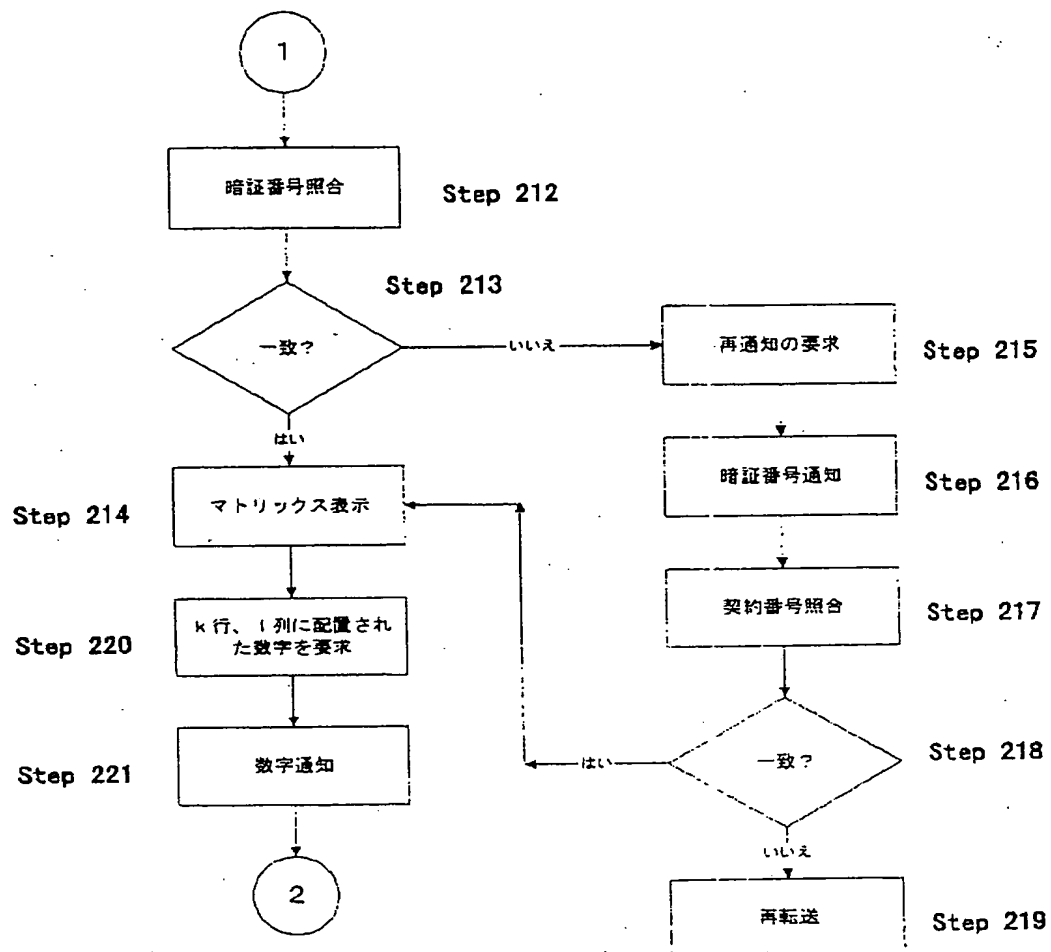 1
暗証番号照合
Step 212
Step 213
一致?
いいえ
再通知の要求
Step 215
はい
暗証番号通知
Step 216
マトリックス表示
Step 214
契約番号照合
Step 217
k行、l列に配置され
た数字を要求
Step 220
一致?
Step 218
はい
数字通知
Step 221
いいえ
2
再転送
Step 219